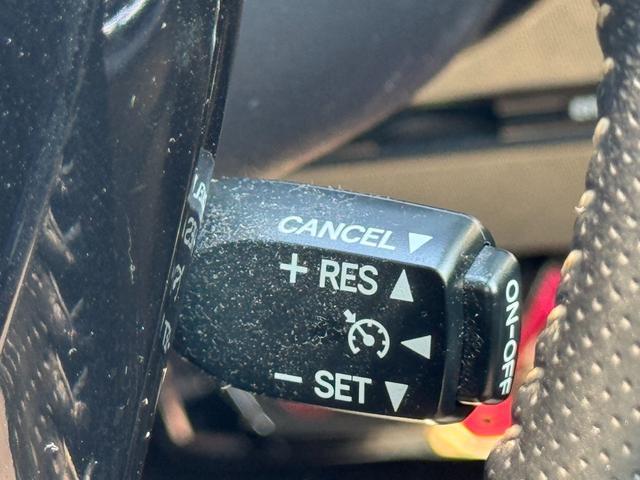 CANCEL ▼
+ RES ▲
◀
− SET ▼
ON-OFF